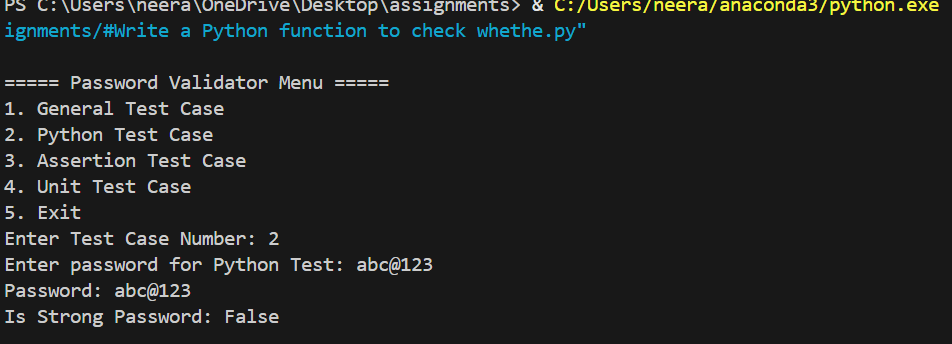 PS C:\Users\neera\OneDrive\Desktop\assignments> & C:/Users/neera/anaconda3/python.exe
ignments/#Write a Python function to check whethe.py"
===== Password Validator Menu =====
1. General Test Case
2. Python Test Case
3. Assertion Test Case
4. Unit Test Case
5. Exit
Enter Test Case Number: 2
Enter password for Python Test: abc@123
Password: abc@123
Is Strong Password: False